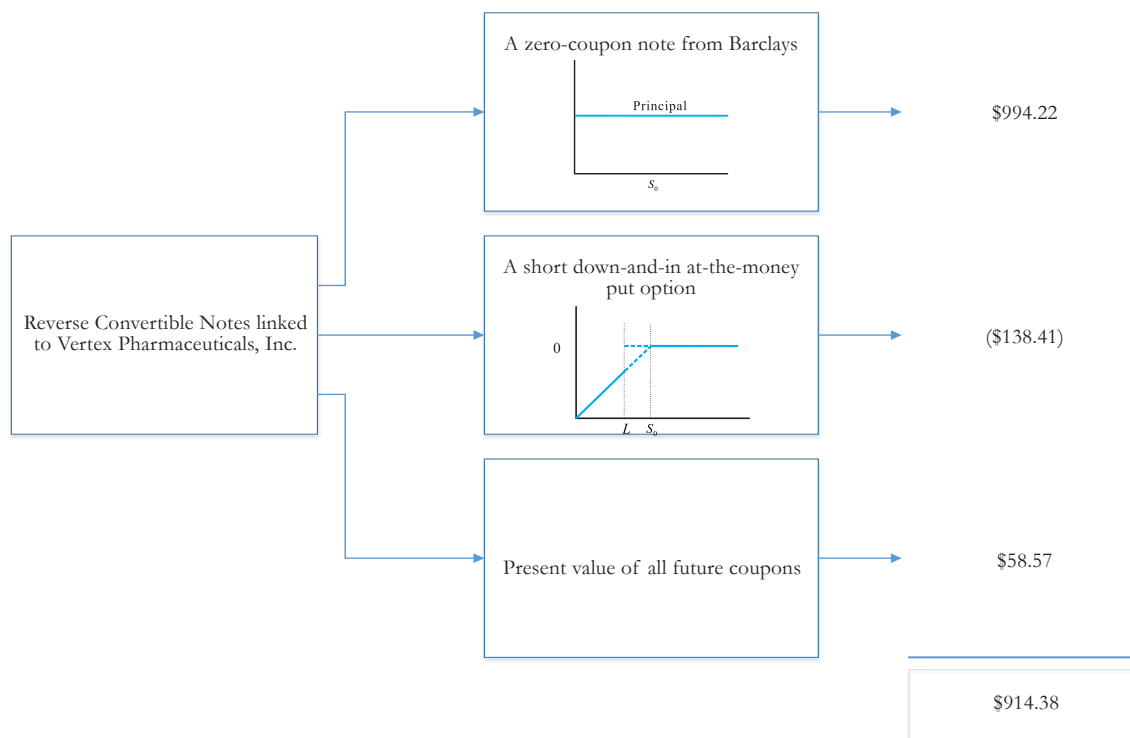 A zero-coupon note from Barclays
Principal
S₀
$994.22
Reverse Convertible Notes linked
to Vertex Pharmaceuticals, Inc.
A short down-and-in at-the-money
put option
0
L S₀
($138.41)
Present value of all future coupons
$58.57
$914.38